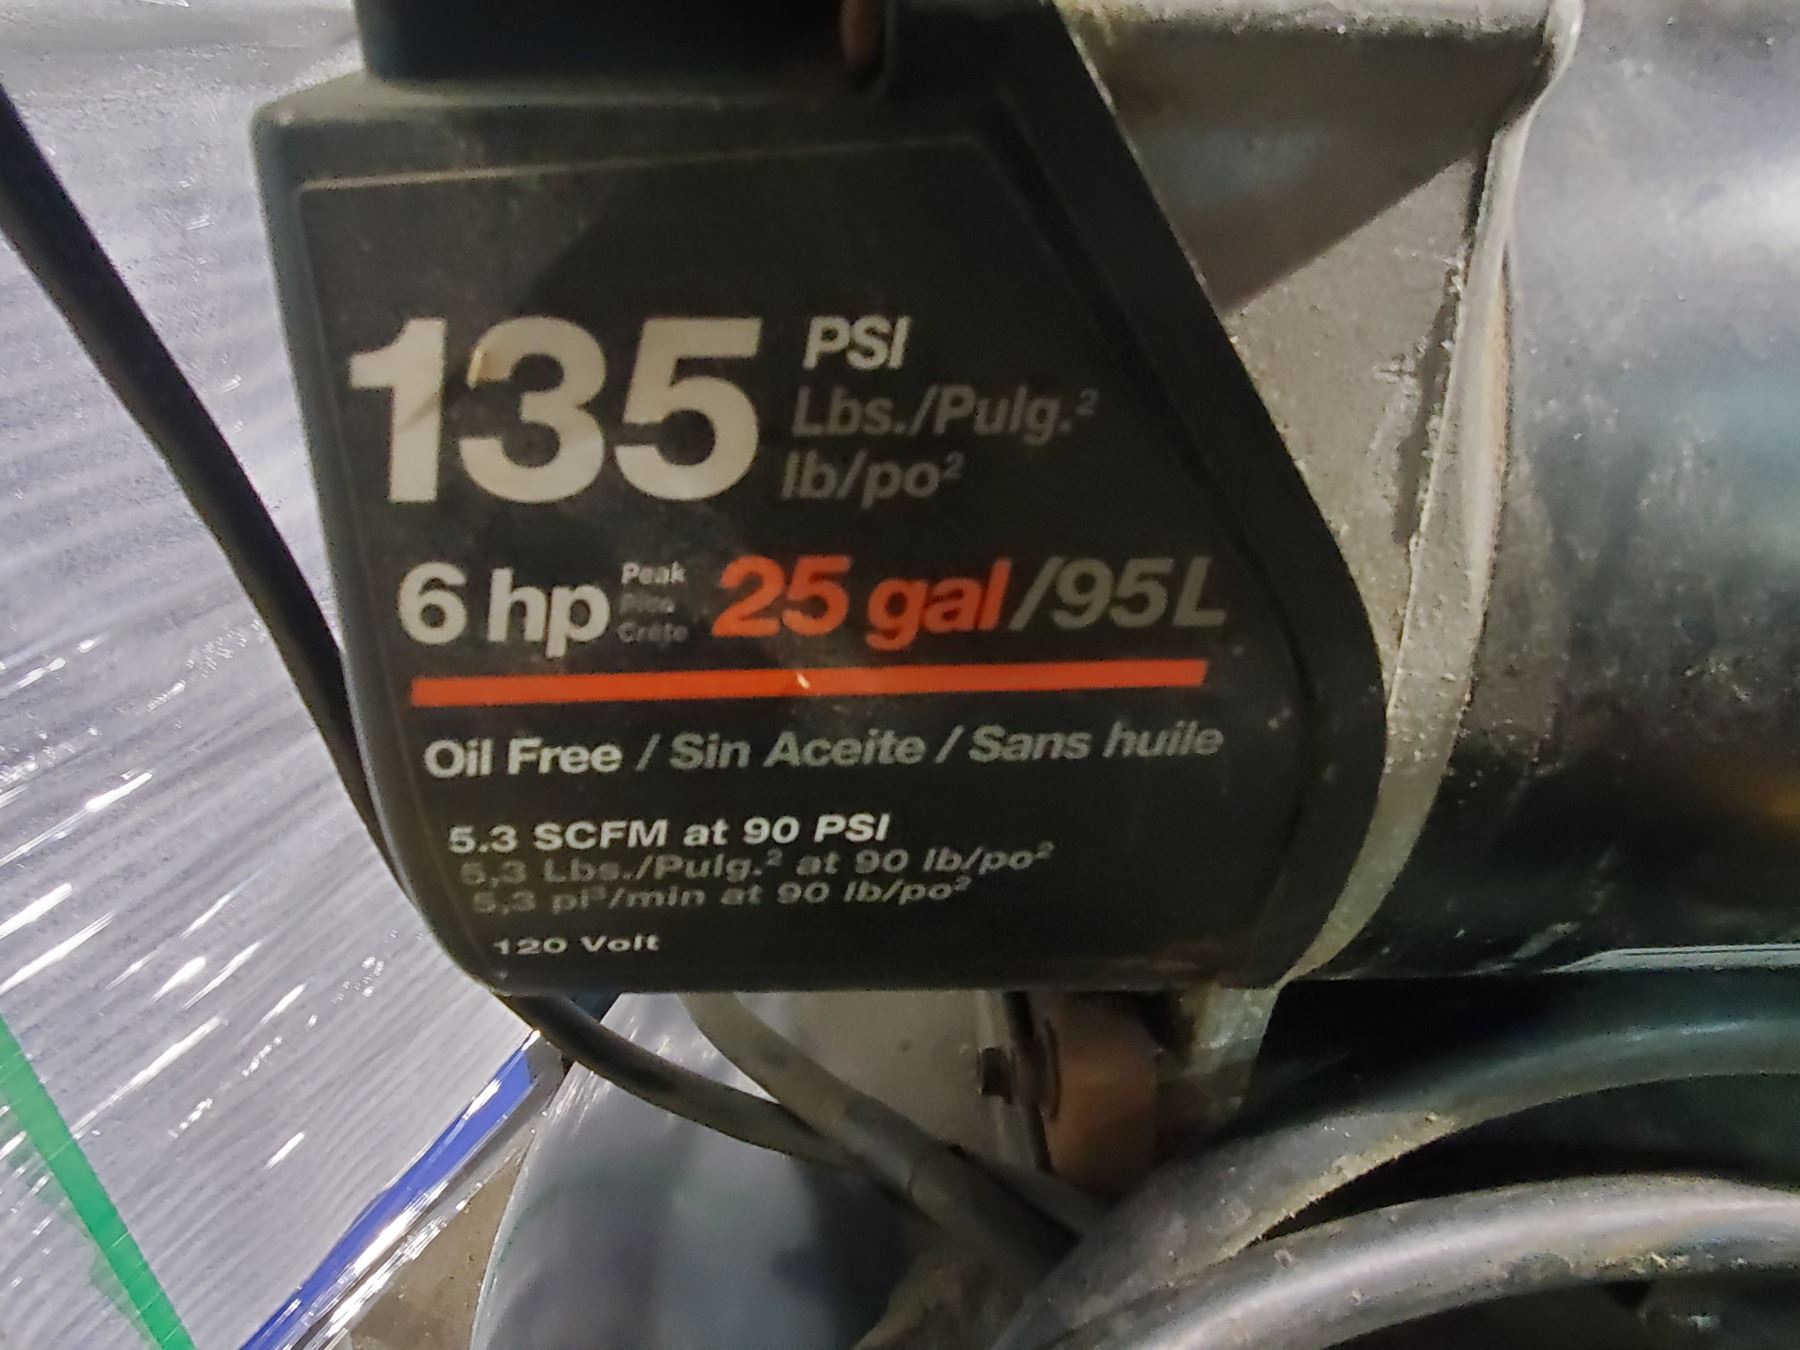 135 PSI
Lbs./Pulg.²
lb/po²
6 hp Peak
Pico
Crête
25 gal/95L
Oil Free / Sin Aceite / Sans huile
5.3 SCFM at 90 PSI
5,3 Lbs./Pulg.² at 90 lb/po²
5,3 pi³/min at 90 lb/po²
120 Volt